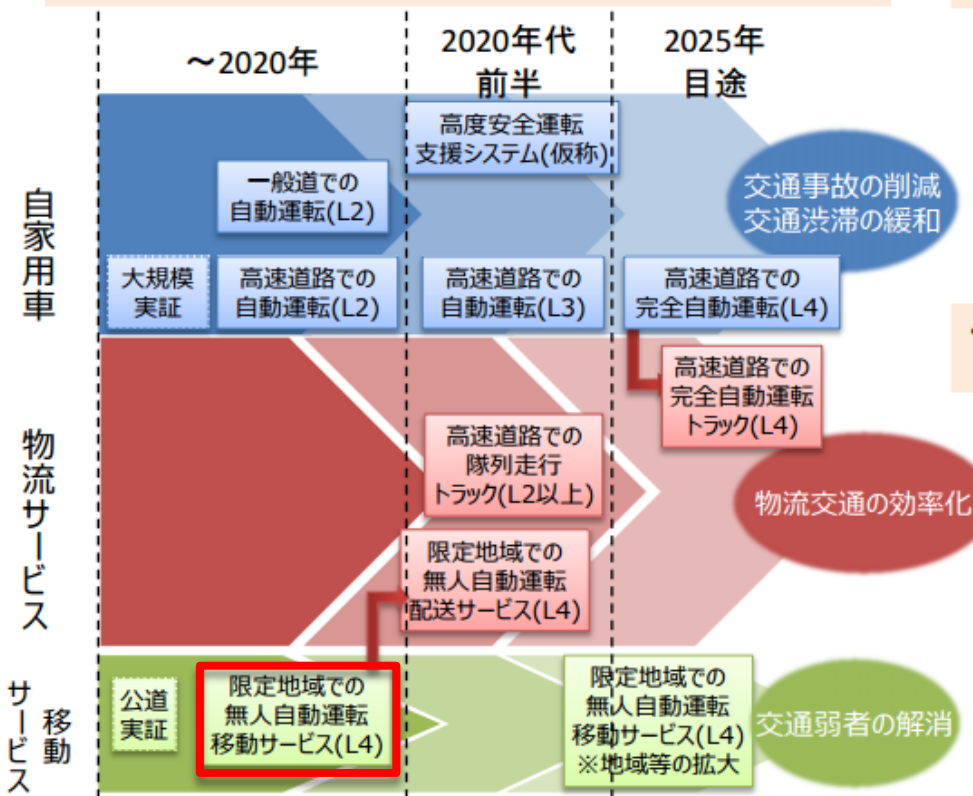 ～2020年
2020年代
前半
2025年
目途
自家用車
高度安全運転
支援システム(仮称)
一般道での
自動運転(L2)
大規模
実証
高速道路での
自動運転(L2)
高速道路での
自動運転(L3)
高速道路での
完全自動運転(L4)
交通事故の削減
交通渋滞の緩和
物流サービス
高速道路での
完全自動運転
トラック(L4)
高速道路での
隊列走行
トラック(L2以上)
限定地域での
無人自動運転
配送サービス(L4)
物流交通の効率化
移動
サービス
公道
実証
限定地域での
無人自動運転
移動サービス(L4)
限定地域での
無人自動運転
移動サービス(L4)
※地域等の拡大
交通弱者の解消